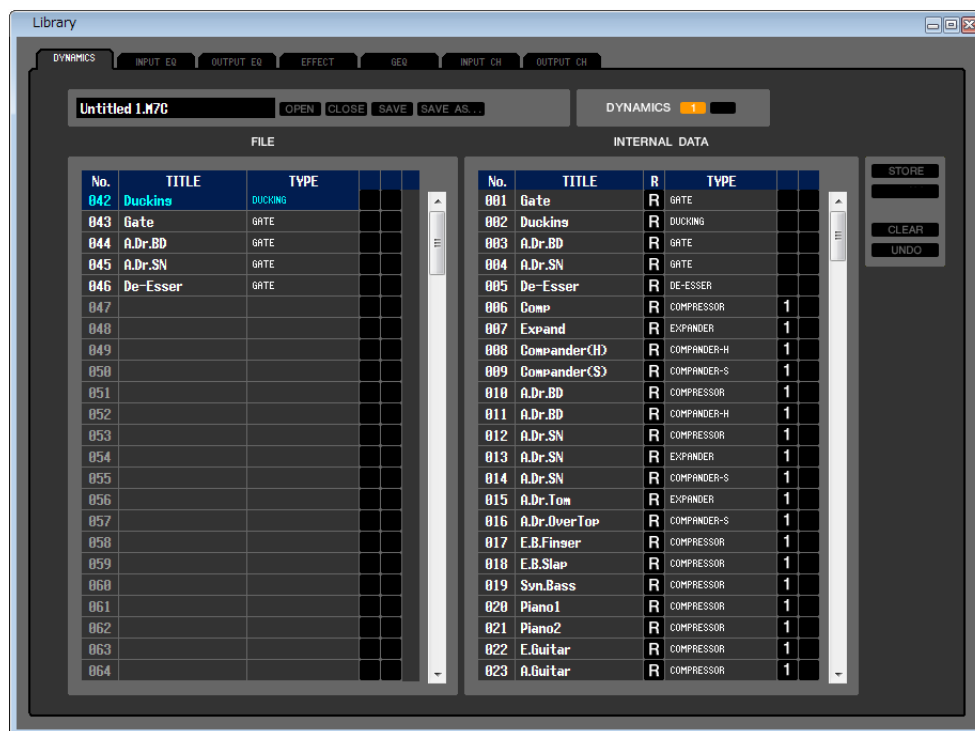 Library
DYNAMICS INPUT EQ OUTPUT EQ EFFECT GEQ INPUT CH OUTPUT CH
Untitled 1.M7C OPEN CLOSE SAVE SAVE AS... DYNAMICS 1
FILE INTERNAL DATA
No. TITLE TYPE No. TITLE R TYPE STORE
042 Ducking DUCKING 001 Gate R GATE
043 Gate GATE 002 Ducking R DUCKING
CLEAR
044 A.Dr.BD GATE 003 A.Dr.BD R GATE
UNDO
045 A.Dr.SN GATE 004 A.Dr.SN R GATE
046 De-Esser GATE 005 De-Esser R DE-ESSER
047 006 Comp R COMPRESSOR 1
048 007 Expand R EXPANDER 1
049 008 Compander(H) R COMPANDER-H 1
050 009 Compander(S) R COMPANDER-S 1
051 010 A.Dr.BD R COMPRESSOR 1
052 011 A.Dr.BD R COMPANDER-H 1
053 012 A.Dr.SN R COMPRESSOR 1
054 013 A.Dr.SN R EXPANDER 1
055 014 A.Dr.SN R COMPANDER-S 1
056 015 A.Dr.Tom R EXPANDER 1
057 016 A.Dr.OverTop R COMPANDER-S 1
058 017 E.B.Finger R COMPRESSOR 1
059 018 E.B.Slap R COMPRESSOR 1
060 019 Syn.Bass R COMPRESSOR 1
061 020 Piano1 R COMPRESSOR 1
062 021 Piano2 R COMPRESSOR 1
063 022 E.Guitar R COMPRESSOR 1
064 023 A.Guitar R COMPRESSOR 1